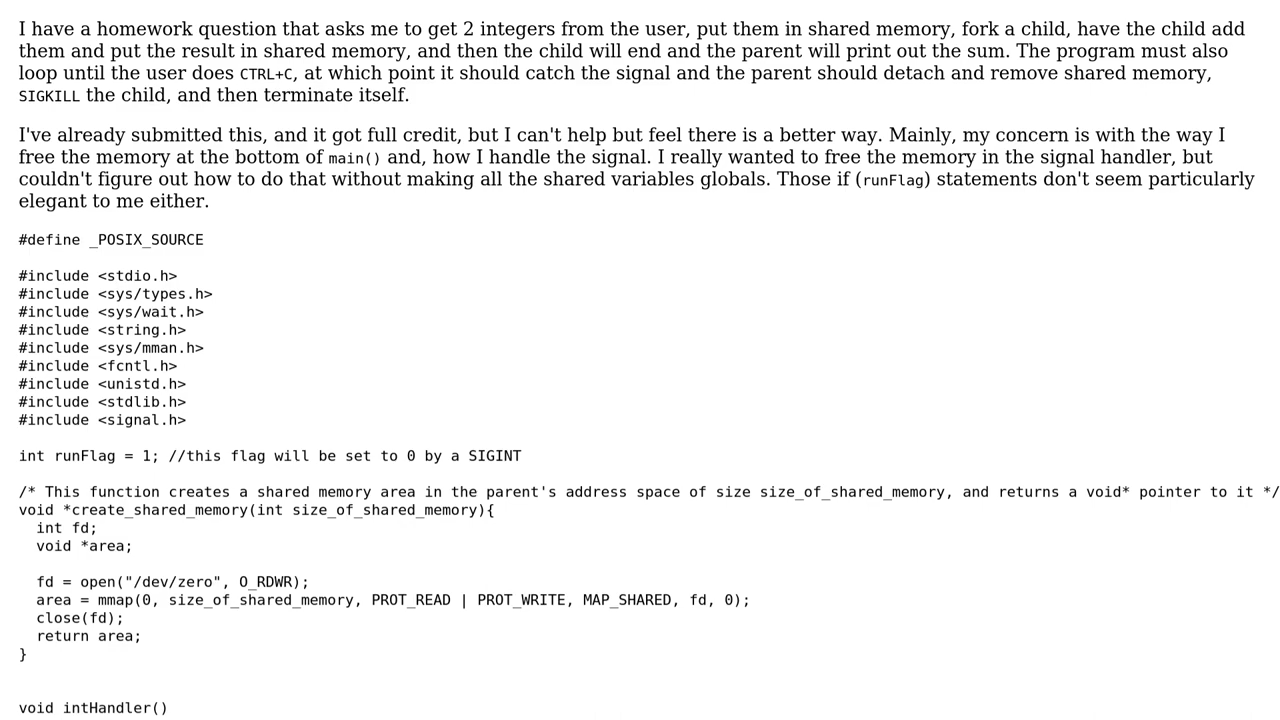 I have a homework question that asks me to get 2 integers from the user, put them in shared memory, fork a child, have the child add
them and put the result in shared memory, and then the child will end and the parent will print out the sum. The program must also
loop until the user does CTRL+C, at which point it should catch the signal and the parent should detach and remove shared memory,
SIGKILL the child, and then terminate itself.
I've already submitted this, and it got full credit, but I can't help but feel there is a better way. Mainly, my concern is with the way I
free the memory at the bottom of main() and, how I handle the signal. I really wanted to free the memory in the signal handler, but
couldn't figure out how to do that without making all the shared variables globals. Those if (runFlag) statements don't seem particularly
elegant to me either.
#define _POSIX_SOURCE
#include <stdio.h>
#include <sys/types.h>
#include <sys/wait.h>
#include <string.h>
#include <sys/mman.h>
#include <fcntl.h>
#include <unistd.h>
#include <stdlib.h>
#include <signal.h>
int runFlag = 1; //this flag will be set to 0 by a SIGINT
/* This function creates a shared memory area in the parent's address space of size size_of_shared_memory, and returns a void* pointer to it */
void *create_shared_memory(int size_of_shared_memory){
  int fd;
  void *area;
  fd = open("/dev/zero", O_RDWR);
  area = mmap(0, size_of_shared_memory, PROT_READ | PROT_WRITE, MAP_SHARED, fd, 0);
  close(fd);
  return area;
}
void intHandler()